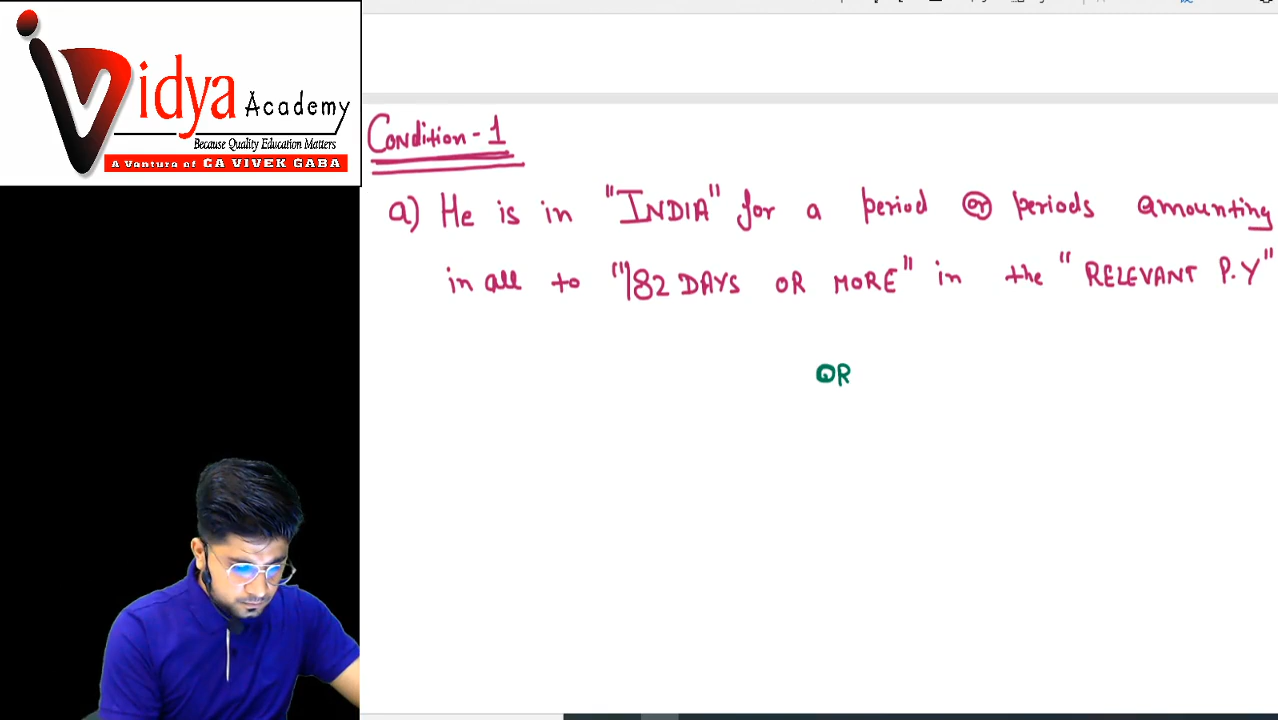 Vidya Academy
Because Quality Education Matters
A Ventura of CA VIVEK GABA
Condition - 1
a) He is in "INDIA" for a period or periods amounting
in all to "182 DAYS OR MORE" in the "RELEVANT P.Y"
OR